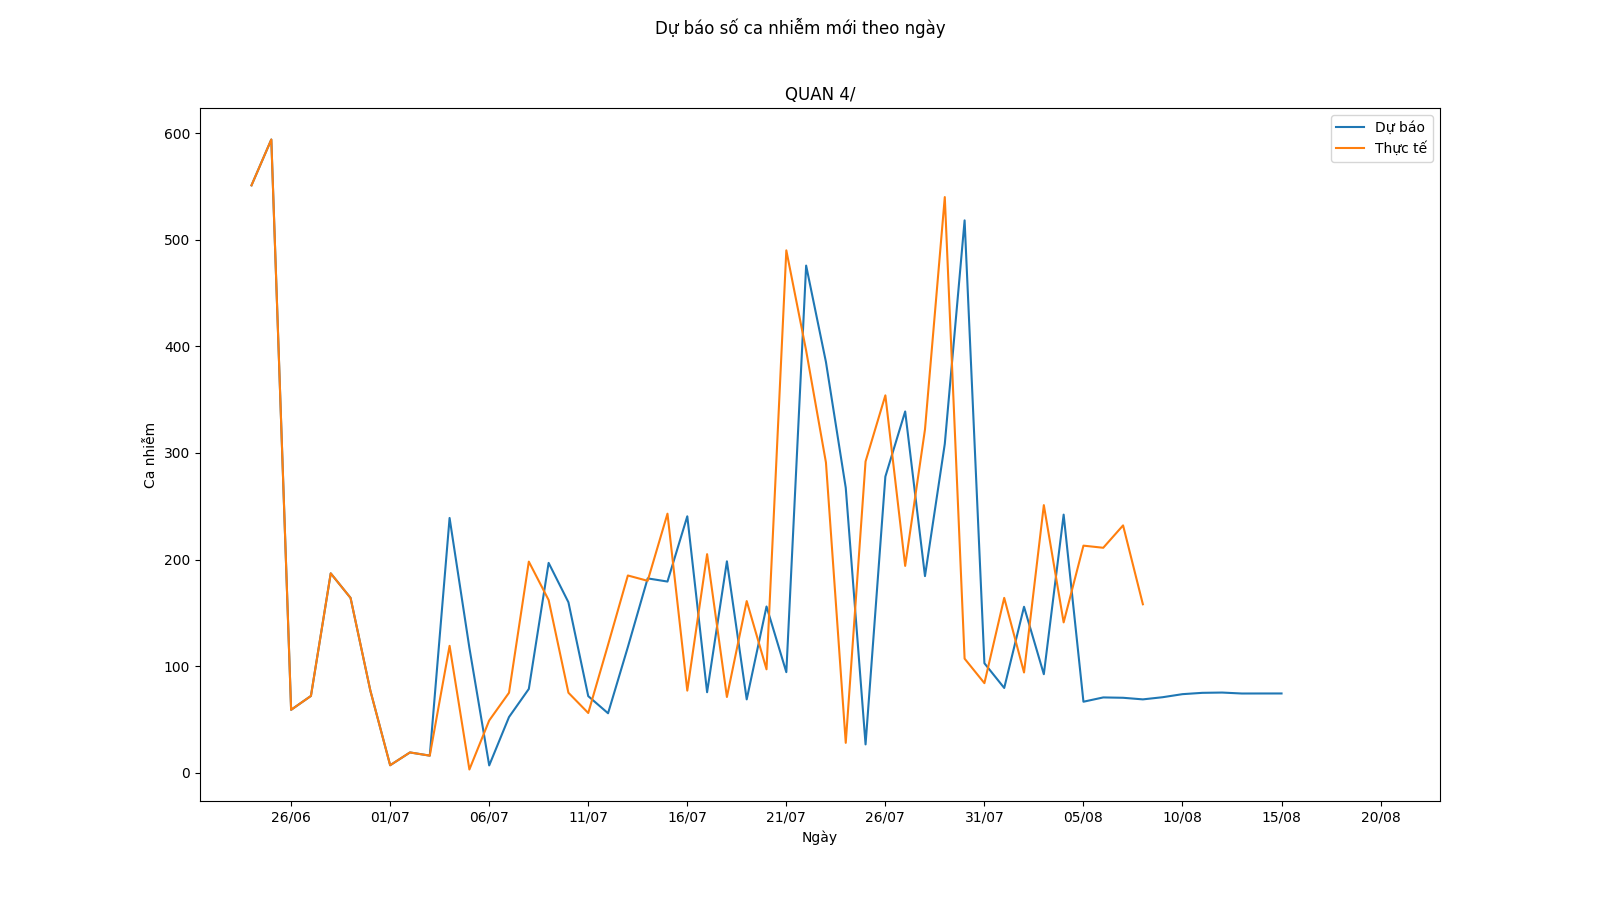 Dự báo số ca nhiễm mới theo ngày
QUAN 4/
Dự báo
Thực tế
600
500
400
300
200
100
0
Ca nhiễm
26/06 01/07 06/07 11/07 16/07 21/07 26/07 31/07 05/08 10/08 15/08 20/08
Ngày